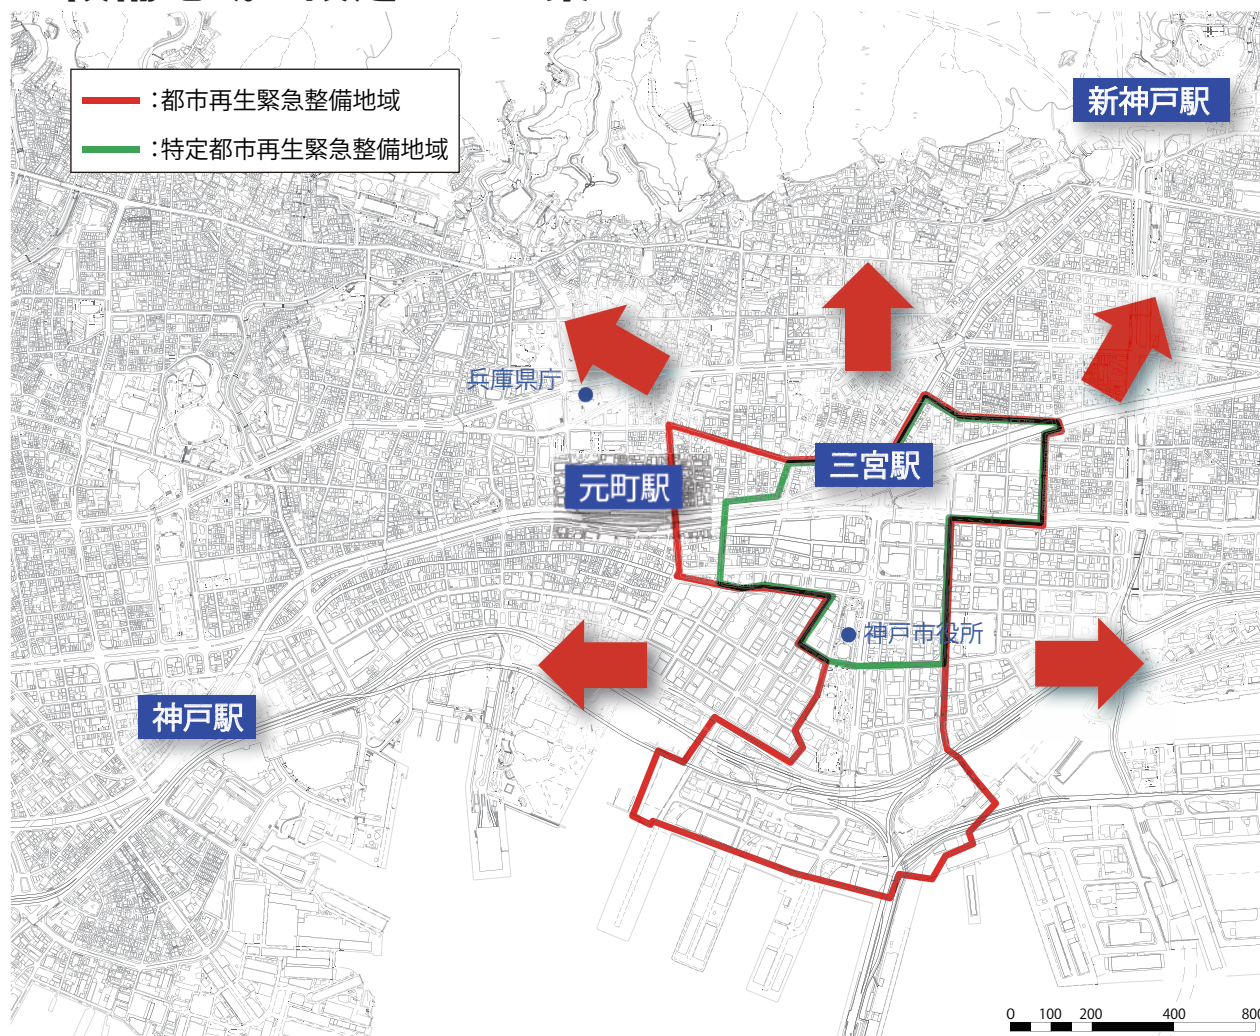 :都市再生緊急整備地域
:特定都市再生緊急整備地域
新神戸駅
兵庫県庁
三宮駅
元町駅
神戸市役所
神戸駅
0 100 200 400